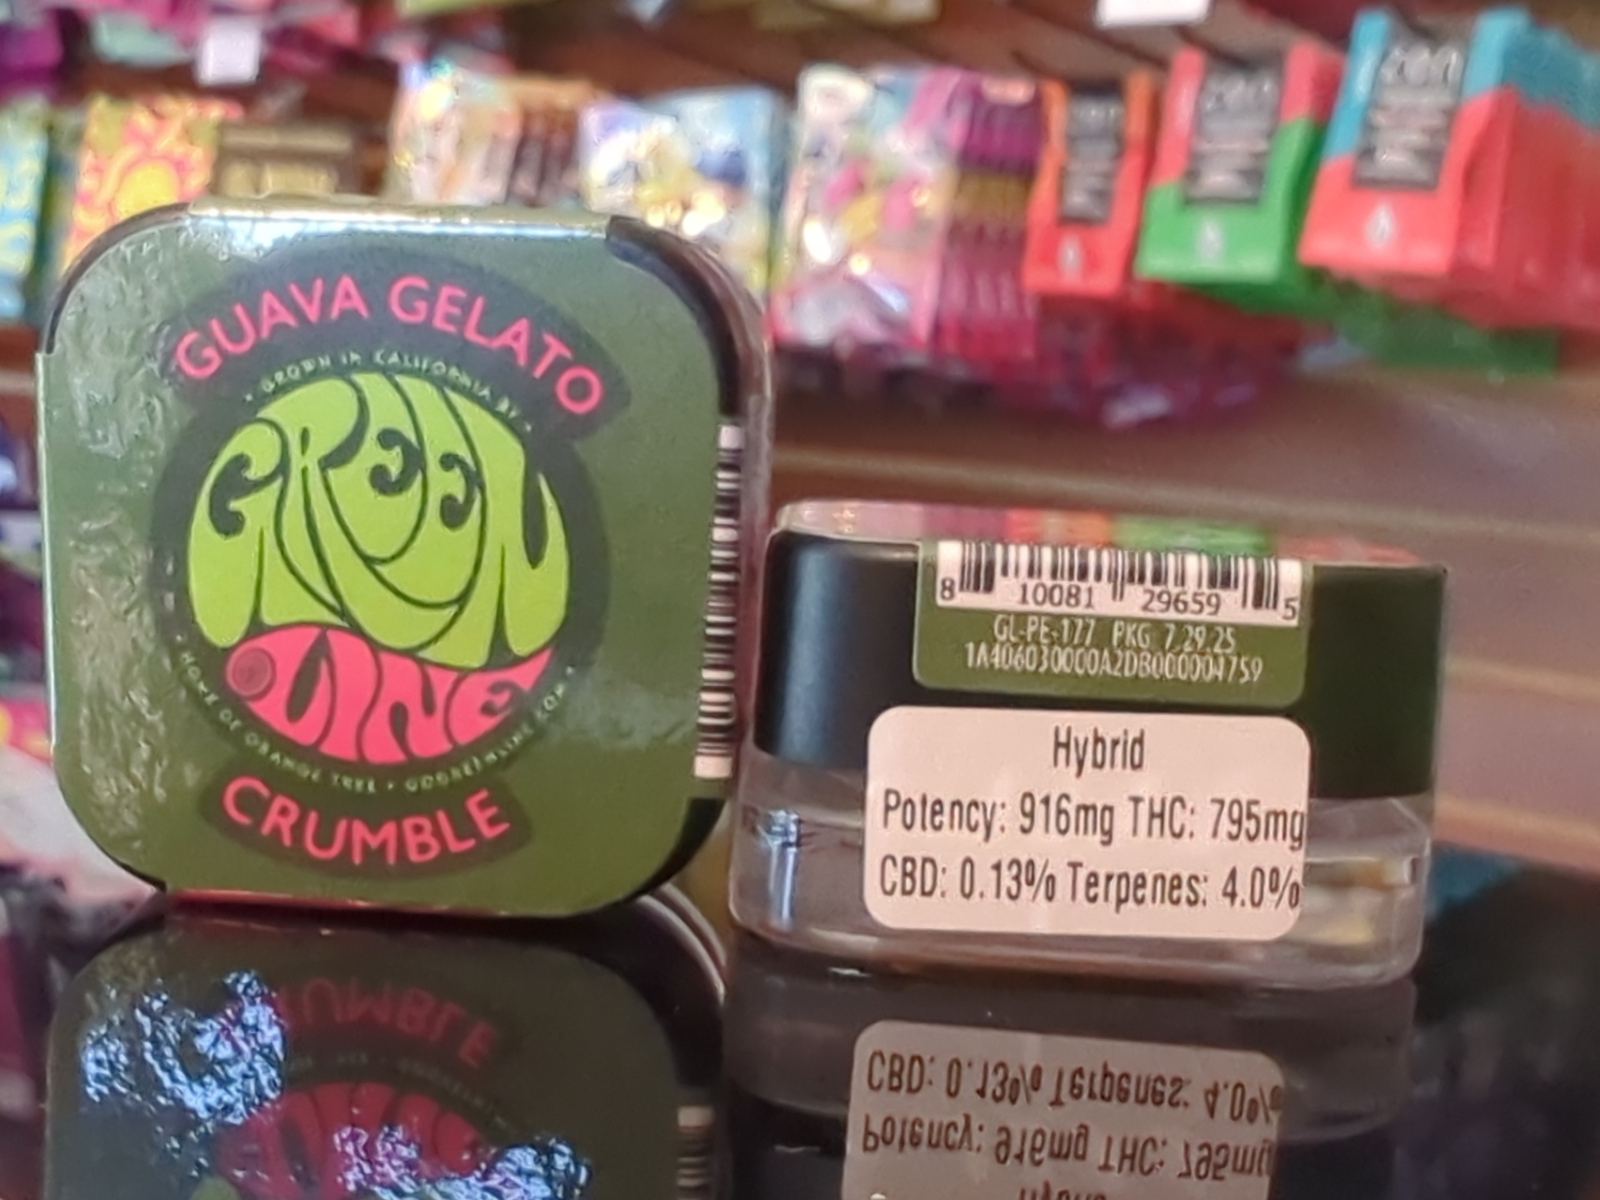 GUAVA GELATO
• GROWN IN CALIFORNIA BY •
GREEN
LINE
• HOME OF ORANGE TREE •
CRUMBLE
8 10081 29659 5
GL-PE-177 PKG 7.29.25
1A406030000A2DB000004759
Hybrid
Potency: 916mg THC: 795mg
CBD: 0.13% Terpenes: 4.0%